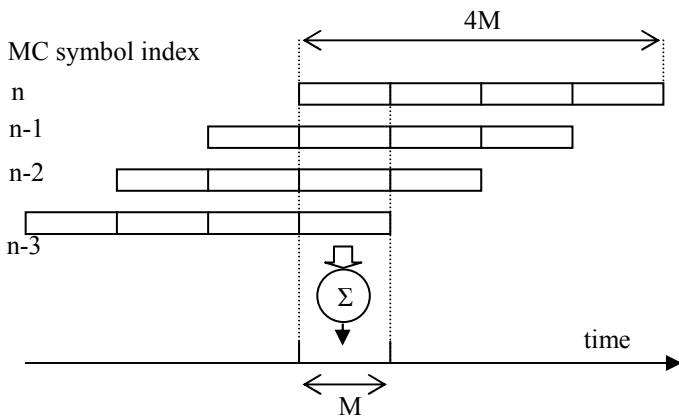 4M
MC symbol index
n
n-1
n-2
n-3
Σ
time
M